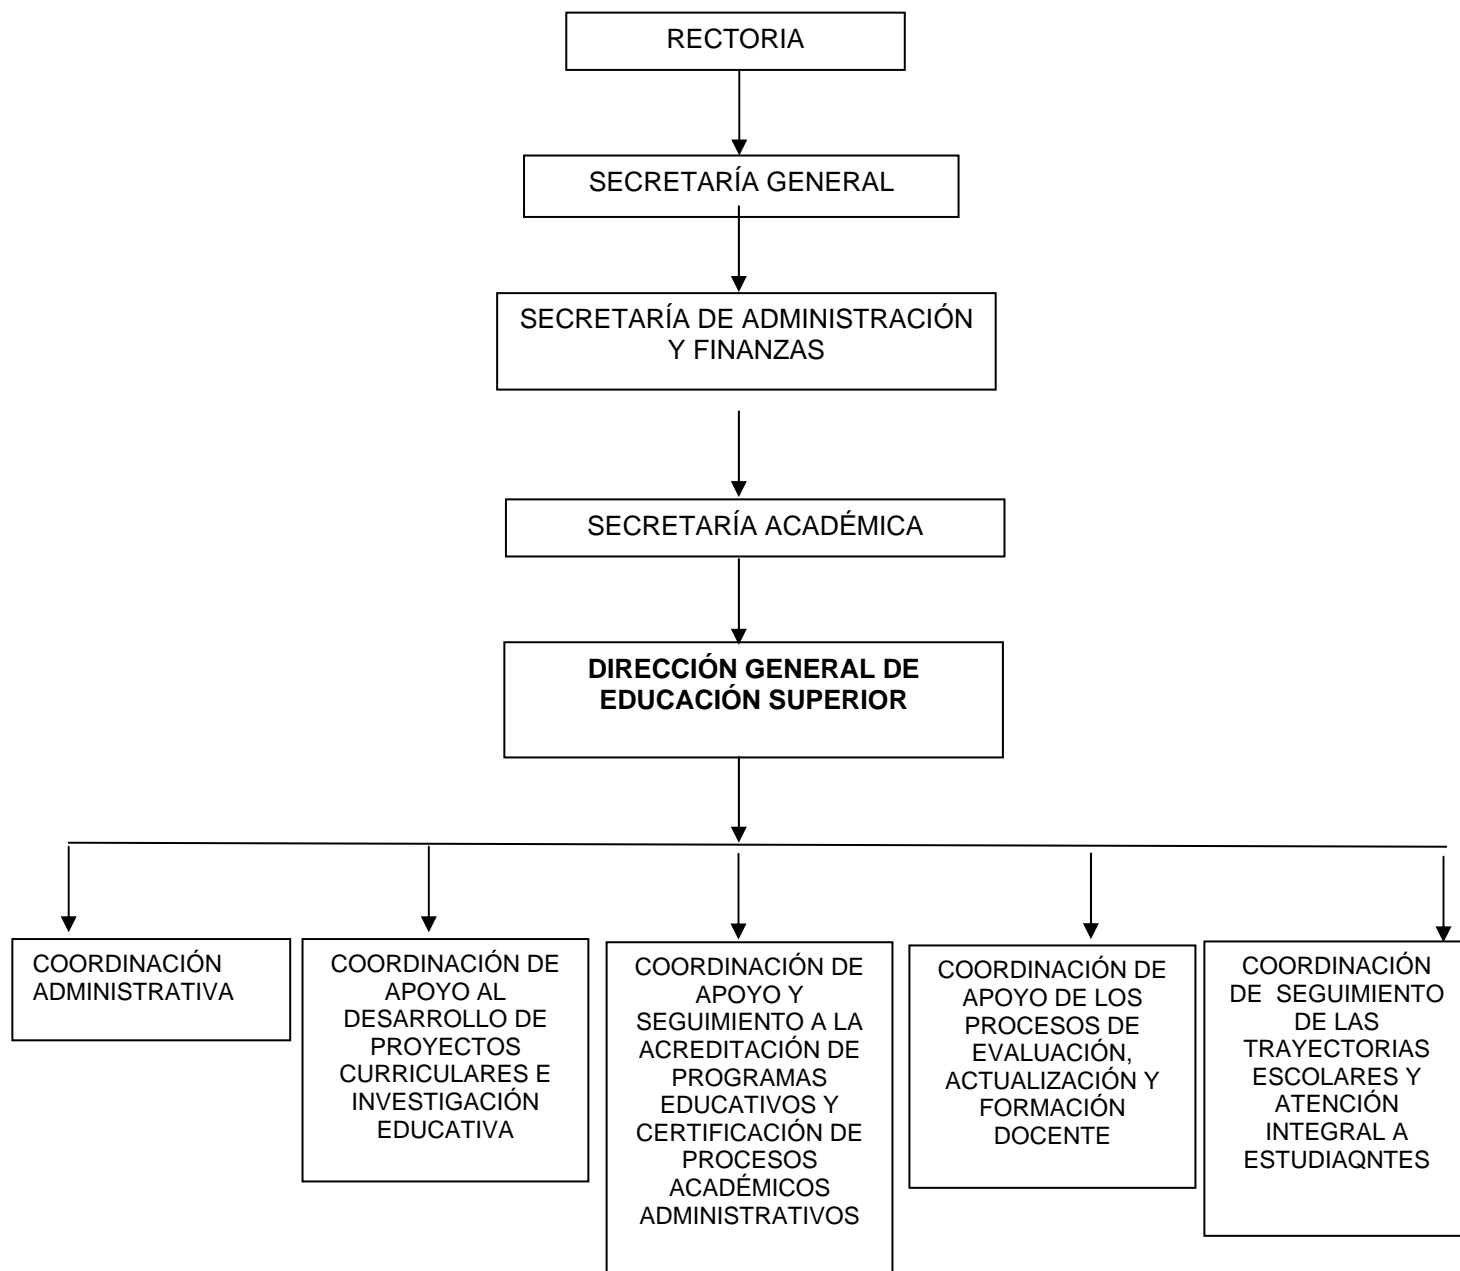 RECTORIA
SECRETARÍA GENERAL
SECRETARÍA DE ADMINISTRACIÓN
Y FINANZAS
SECRETARÍA ACADÉMICA
DIRECCIÓN GENERAL DE
EDUCACIÓN SUPERIOR
COORDINACIÓN
ADMINISTRATIVA
COORDINACIÓN DE
APOYO AL
DESARROLLO DE
PROYECTOS
CURRICULARES E
INVESTIGACIÓN
EDUCATIVA
COORDINACIÓN DE
APOYO Y
SEGUIMIENTO A LA
ACREDITACIÓN DE
PROGRAMAS
EDUCATIVOS Y
CERTIFICACIÓN DE
PROCESOS
ACADÉMICOS
ADMINISTRATIVOS
COORDINACIÓN DE
APOYO DE LOS
PROCESOS DE
EVALUACIÓN,
ACTUALIZACIÓN Y
FORMACIÓN
DOCENTE
COORDINACIÓN
DE SEGUIMIENTO
DE LAS
TRAYECTORIAS
ESCOLARES Y
ATENCIÓN
INTEGRAL A
ESTUDIAQNTES